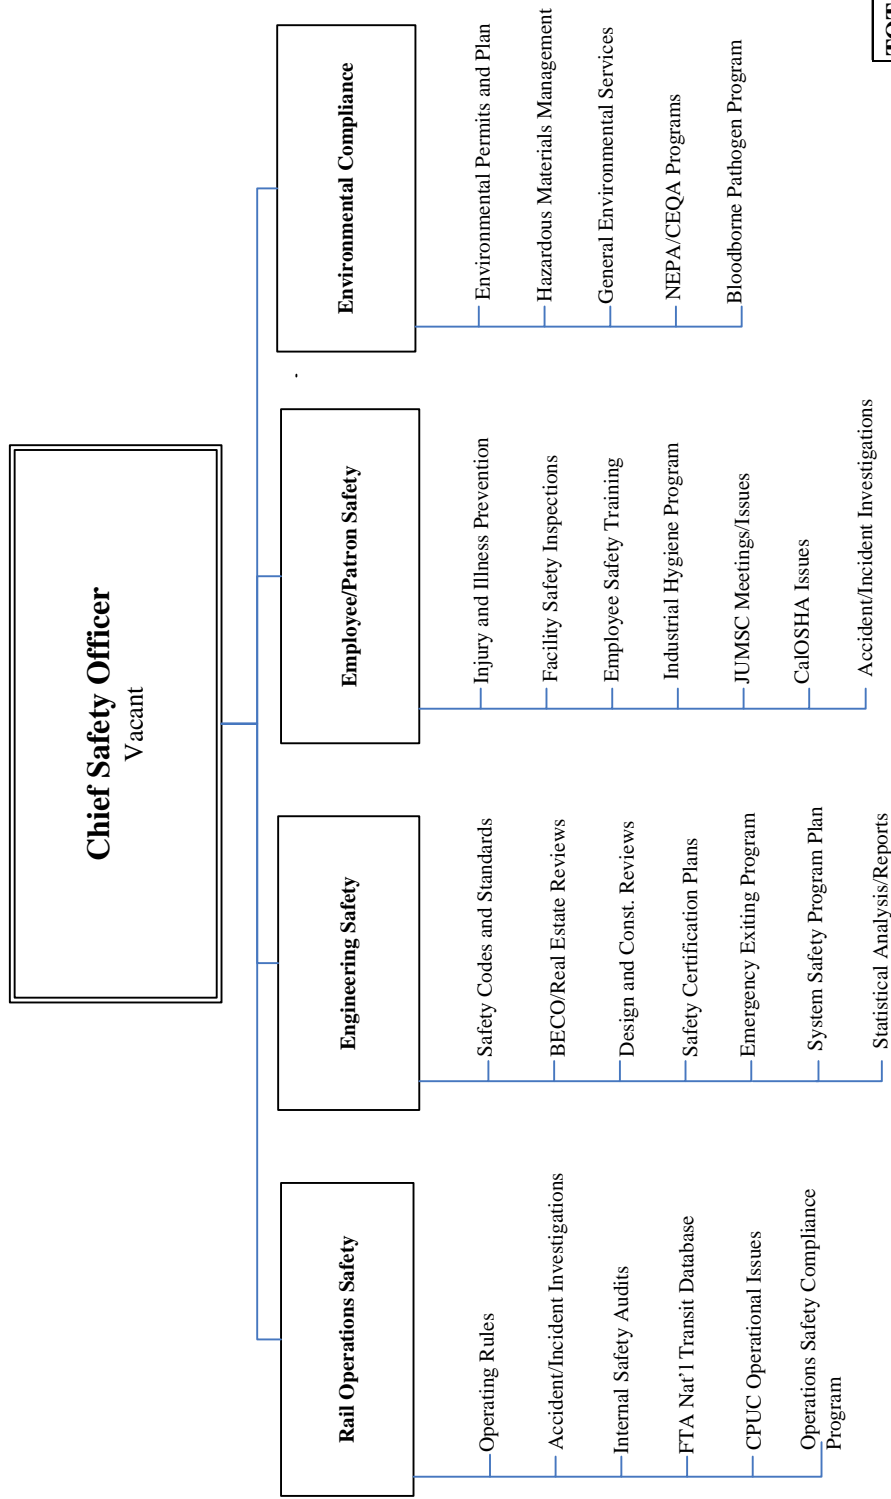 Chief Safety Officer
Vacant
Rail Operations Safety
Operating Rules
Accident/Incident Investigations
Internal Safety Audits
FTA Nat'l Transit Database
CPUC Operational Issues
Operations Safety Compliance
Program
Engineering Safety
Safety Codes and Standards
BECO/Real Estate Reviews
Design and Const. Reviews
Safety Certification Plans
Emergency Exiting Program
System Safety Program Plan
Statistical Analysis/Reports
Employee/Patron Safety
Injury and Illness Prevention
Facility Safety Inspections
Employee Safety Training
Industrial Hygiene Program
JUMSC Meetings/Issues
CalOSHA Issues
Accident/Incident Investigations
Environmental Compliance
Environmental Permits and Plan
Hazardous Materials Management
General Environmental Services
NEPA/CEQA Programs
Bloodborne Pathogen Program